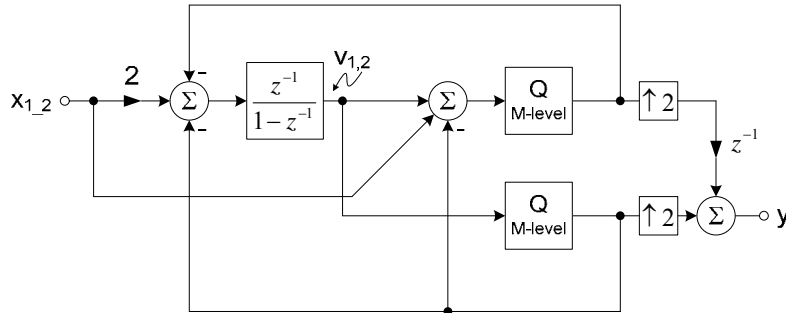 x1_2
2
-
Σ
-
z⁻¹
1 − z⁻¹
v1,2
Σ
-
Q
M-level
↑ 2
z⁻¹
Q
M-level
↑ 2
Σ
y